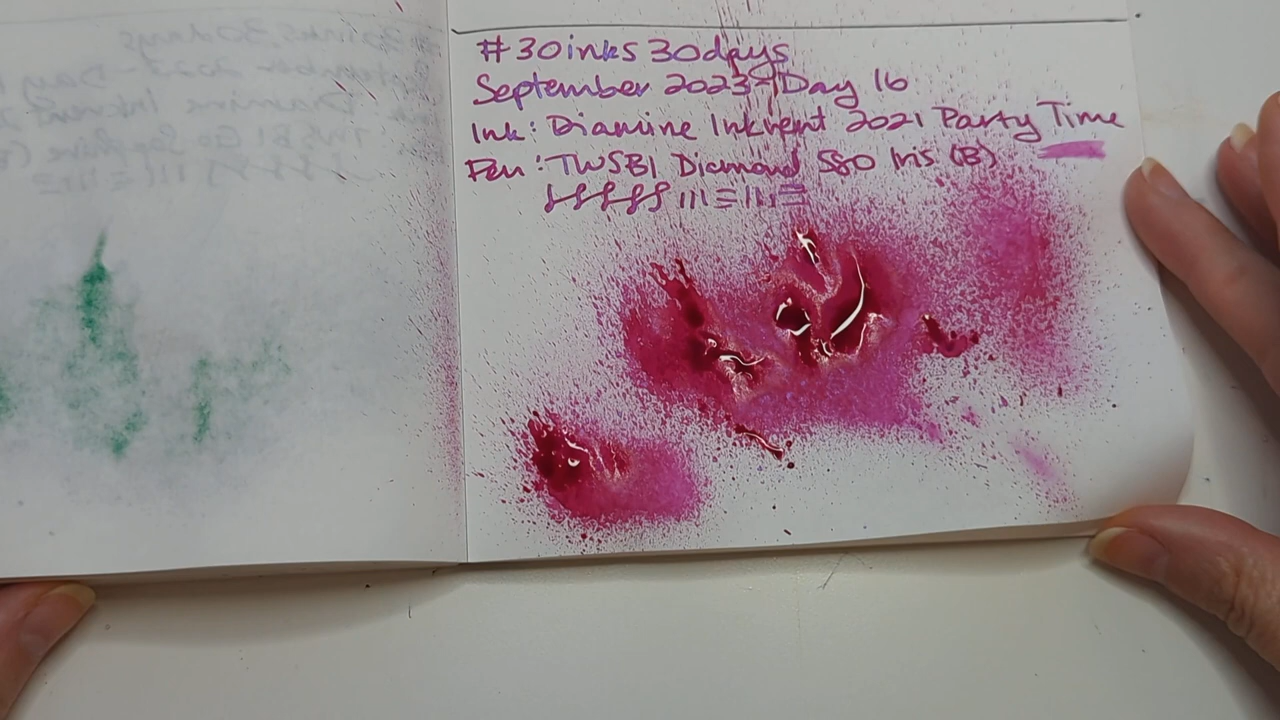 #30inks30days
September 2023-Day 16
Ink: Diamine Inkvent 2021 Party Time
Pen: TWSBI Diamond 580 Iris (B)